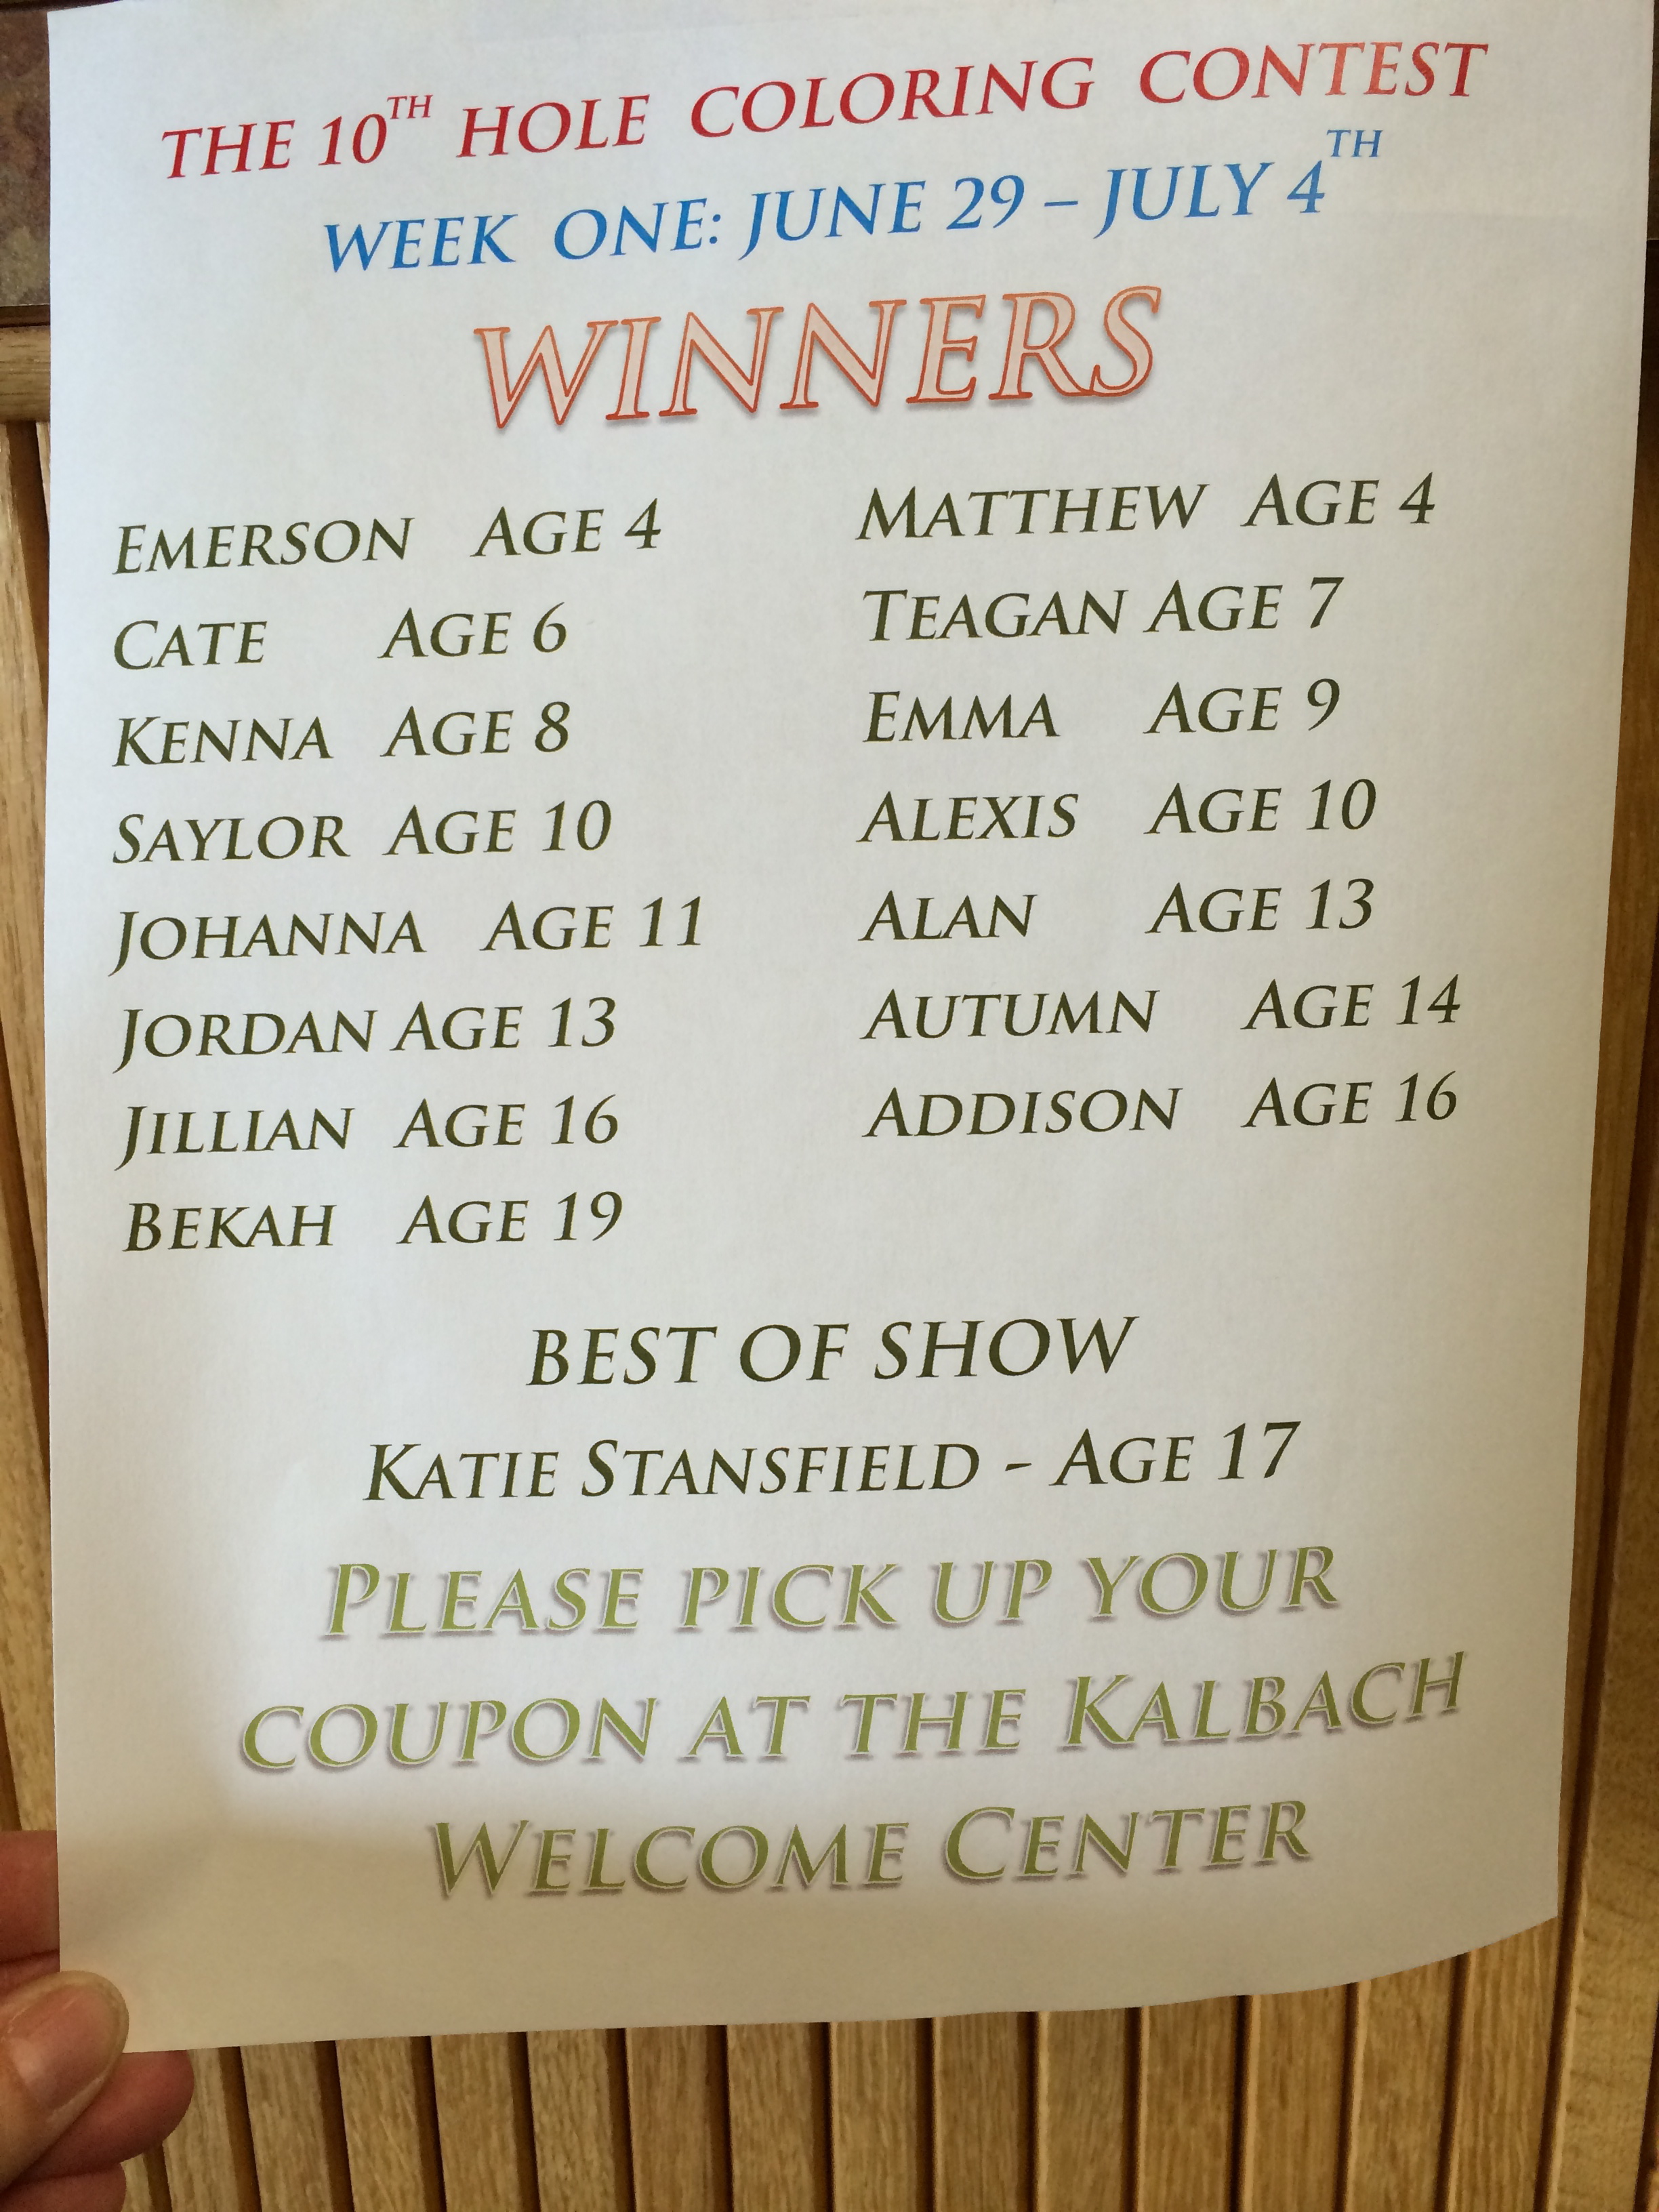 THE 10TH HOLE COLORING CONTEST
WEEK ONE: JUNE 29 – JULY 4TH
WINNERS
EMERSON AGE 4 MATTHEW AGE 4
CATE AGE 6 TEAGAN AGE 7
KENNA AGE 8 EMMA AGE 9
SAYLOR AGE 10 ALEXIS AGE 10
JOHANNA AGE 11 ALAN AGE 13
JORDAN AGE 13 AUTUMN AGE 14
JILLIAN AGE 16 ADDISON AGE 16
BEKAH AGE 19
BEST OF SHOW
KATIE STANSFIELD - AGE 17
PLEASE PICK UP YOUR
COUPON AT THE KALBACH
WELCOME CENTER